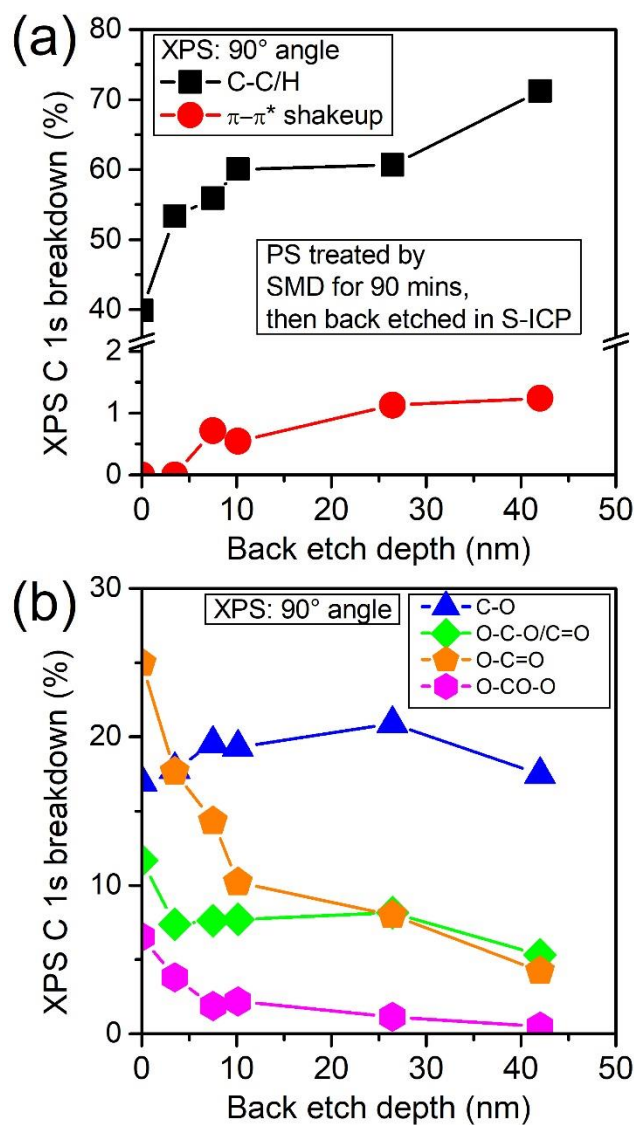 (a)
XPS: 90° angle
C-C/H
π–π* shakeup
PS treated by
SMD for 90 mins,
then back etched in S-ICP
XPS C 1s breakdown (%)
80
70
60
50
40
2
1
0
0 10 20 30 40 50
Back etch depth (nm)
(b)
XPS: 90° angle
C-O
O-C-O/C=O
O-C=O
O-CO-O
XPS C 1s breakdown (%)
30
20
10
0
0 10 20 30 40 50
Back etch depth (nm)